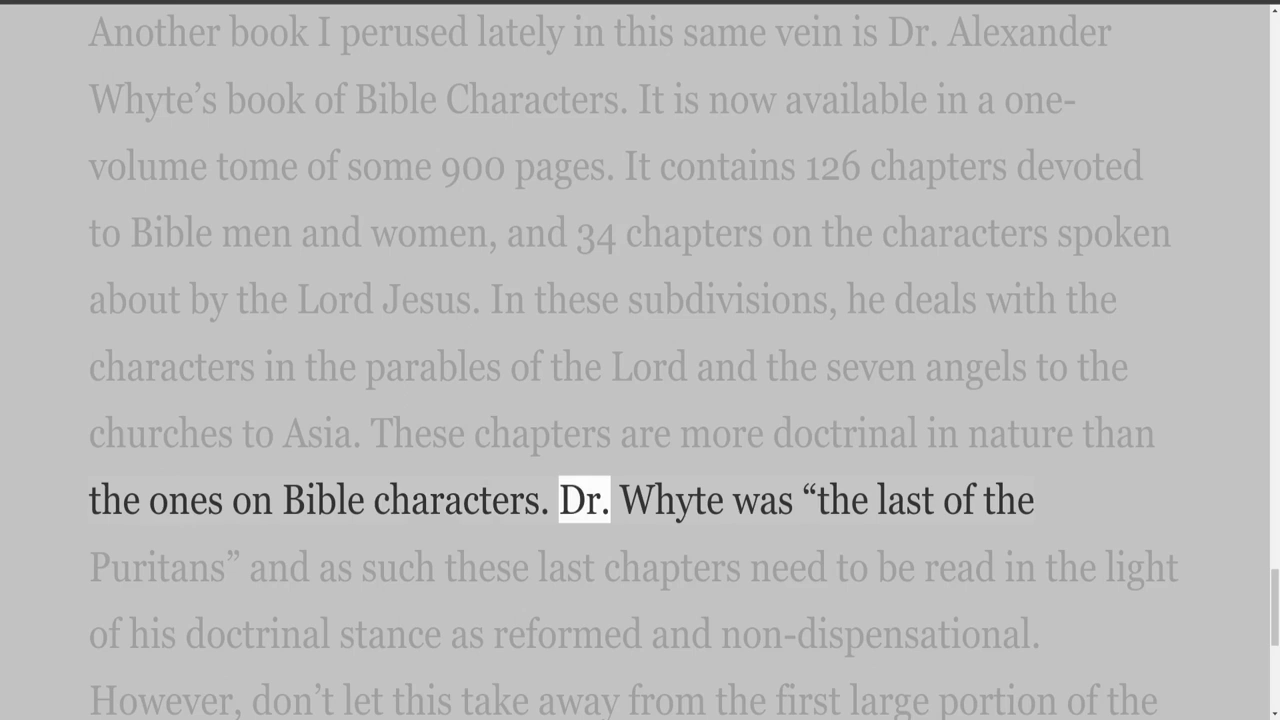 Another book I perused lately in this same vein is Dr. Alexander
Whyte’s book of Bible Characters. It is now available in a one-
volume tome of some 900 pages. It contains 126 chapters devoted
to Bible men and women, and 34 chapters on the characters spoken
about by the Lord Jesus. In these subdivisions, he deals with the
characters in the parables of the Lord and the seven angels to the
churches to Asia. These chapters are more doctrinal in nature than
the ones on Bible characters. Dr. Whyte was “the last of the
Puritans” and as such these last chapters need to be read in the light
of his doctrinal stance as reformed and non-dispensational.
However, don’t let this take away from the first large portion of the